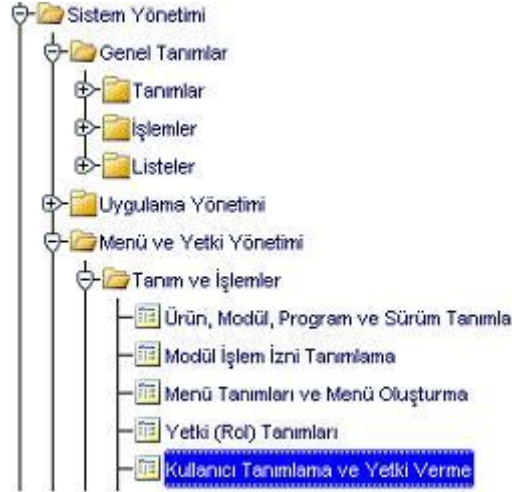 Sistem Yönetimi
Genel Tanımlar
Tanımlar
İşlemler
Listeler
Uygulama Yönetimi
Menü ve Yetki Yönetimi
Tanım ve İşlemler
Ürün, Modül, Program ve Sürüm Tanımla
Modül İşlem İzni Tanımlama
Menü Tanımları ve Menü Oluşturma
Yetki (Rol) Tanımları
Kullanıcı Tanımlama ve Yetki Verme